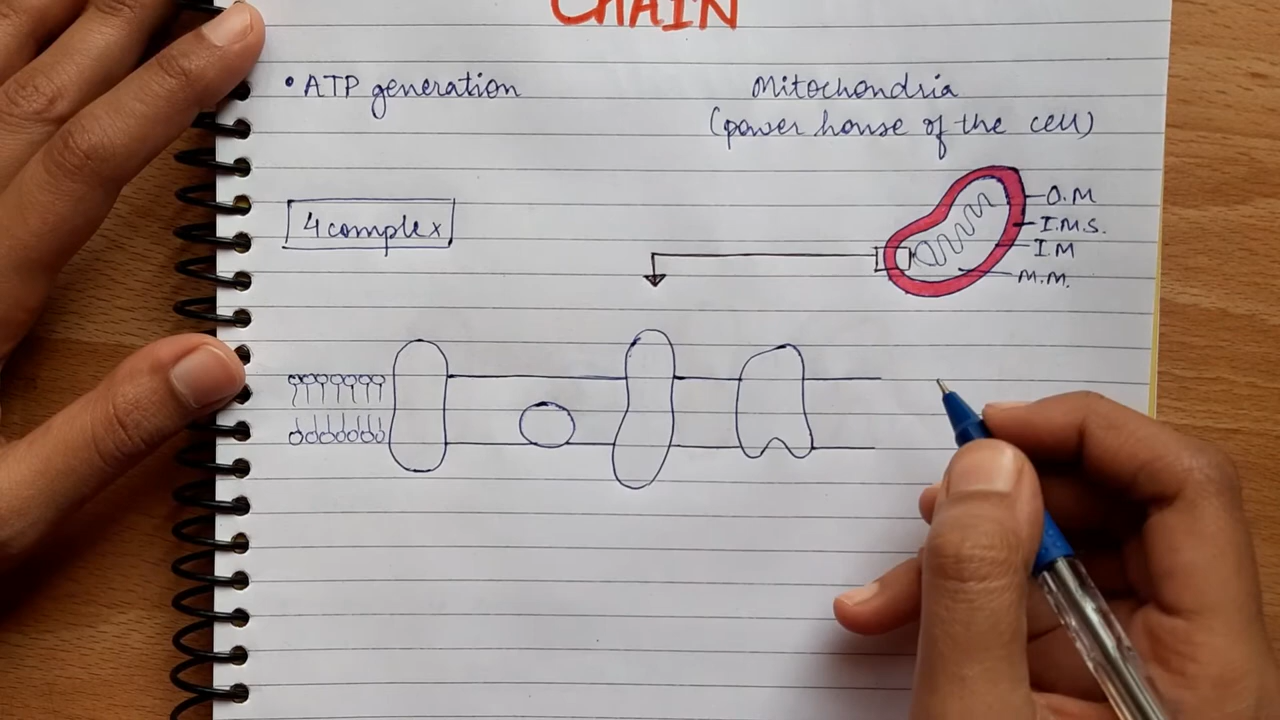 CHAIN
• ATP generation
Mitochondria
(power house of the cell)
4 complex
O.M
I.M.S.
I.M
M.M.